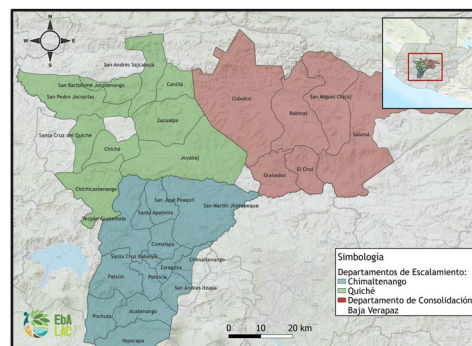 N
W E
S
San Andrés Sajcabajá
San Bartolomé Jocotenango
Canillá
San Pedro Jocopilas
Cubulco
San Miguel Chicaj
Rabinal
Zacualpa
Santa Cruz del Quiché
Salamá
Chiché
Joyabaj
El Chol
Granados
Chichicastenango
San José Poaquil
San Martín Jilotepeque
Santa Apolonia
Tecpán Guatemala
Comalapa
Santa Cruz Balanyá
Chimaltenango
Zaragoza
Patzún
Patzicía
San Andrés Itzapa
Acatenango
Pochuta
Yepocapa
Simbología
Departamentos de Escalamiento:
Chimaltenango
Quiché
Departamento de Consolidación
Baja Verapaz
EbA
LAC
0 10 20 km